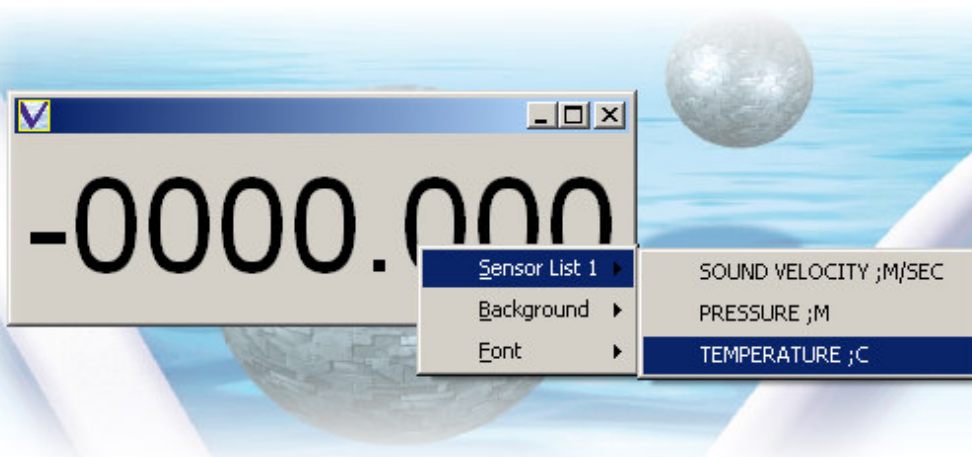 -0000.000
Sensor List 1
Background
Font
SOUND VELOCITY ;M/SEC
PRESSURE ;M
TEMPERATURE ;C